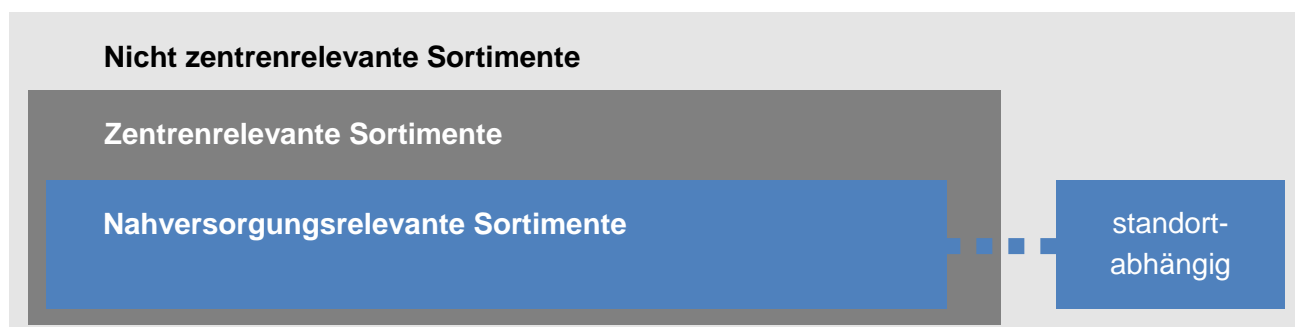 Nicht zentrenrelevante Sortimente
Zentrenrelevante Sortimente
Nahversorgungsrelevante Sortimente
standort-
abhängig